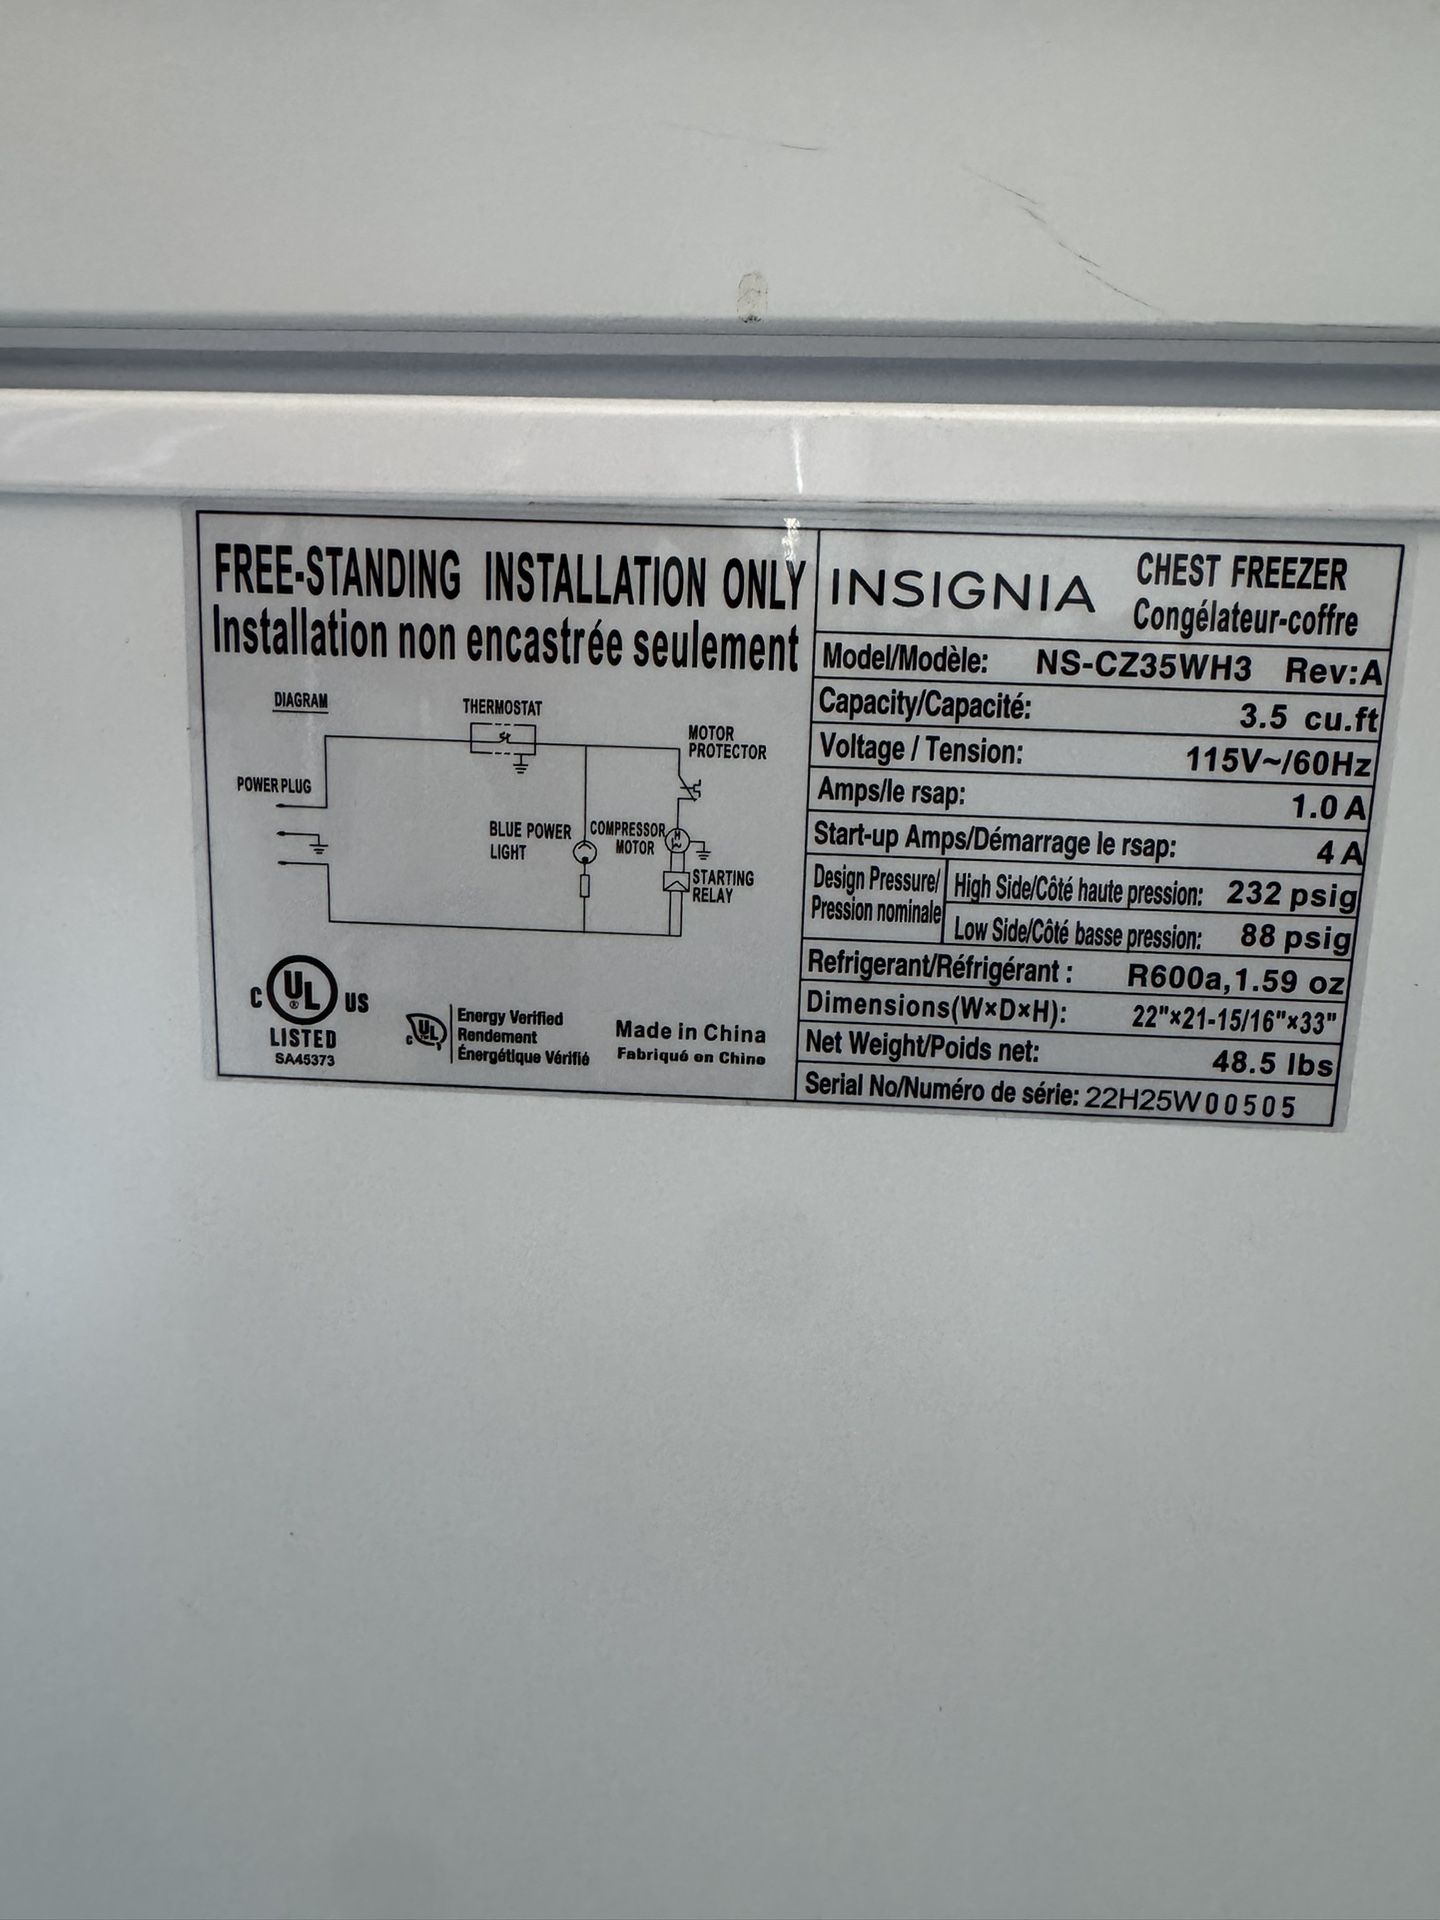 FREE-STANDING INSTALLATION ONLY
Installation non encastrée seulement
DIAGRAM
THERMOSTAT
MOTOR
PROTECTOR
POWER PLUG
BLUE POWER
LIGHT
COMPRESSOR
MOTOR
STARTING
RELAY
C UL ® US
LISTED
SA45373
C UL
Energy Verified
Rendement
Énergétique Vérifié
Made in China
Fabriqué en Chine
INSIGNIA
CHEST FREEZER
Congélateur-coffre
Model/Modèle: NS-CZ35WH3 Rev:A
Capacity/Capacité: 3.5 cu.ft
Voltage / Tension: 115V~/60Hz
Amps/le rsap: 1.0 A
Start-up Amps/Démarrage le rsap: 4 A
Design Pressure/
Pression nominale
High Side/Côté haute pression: 232 psig
Low Side/Côté basse pression: 88 psig
Refrigerant/Réfrigérant : R600a,1.59 oz
Dimensions(W×D×H): 22"×21-15/16"×33"
Net Weight/Poids net: 48.5 lbs
Serial No/Numéro de série: 22H25W00505